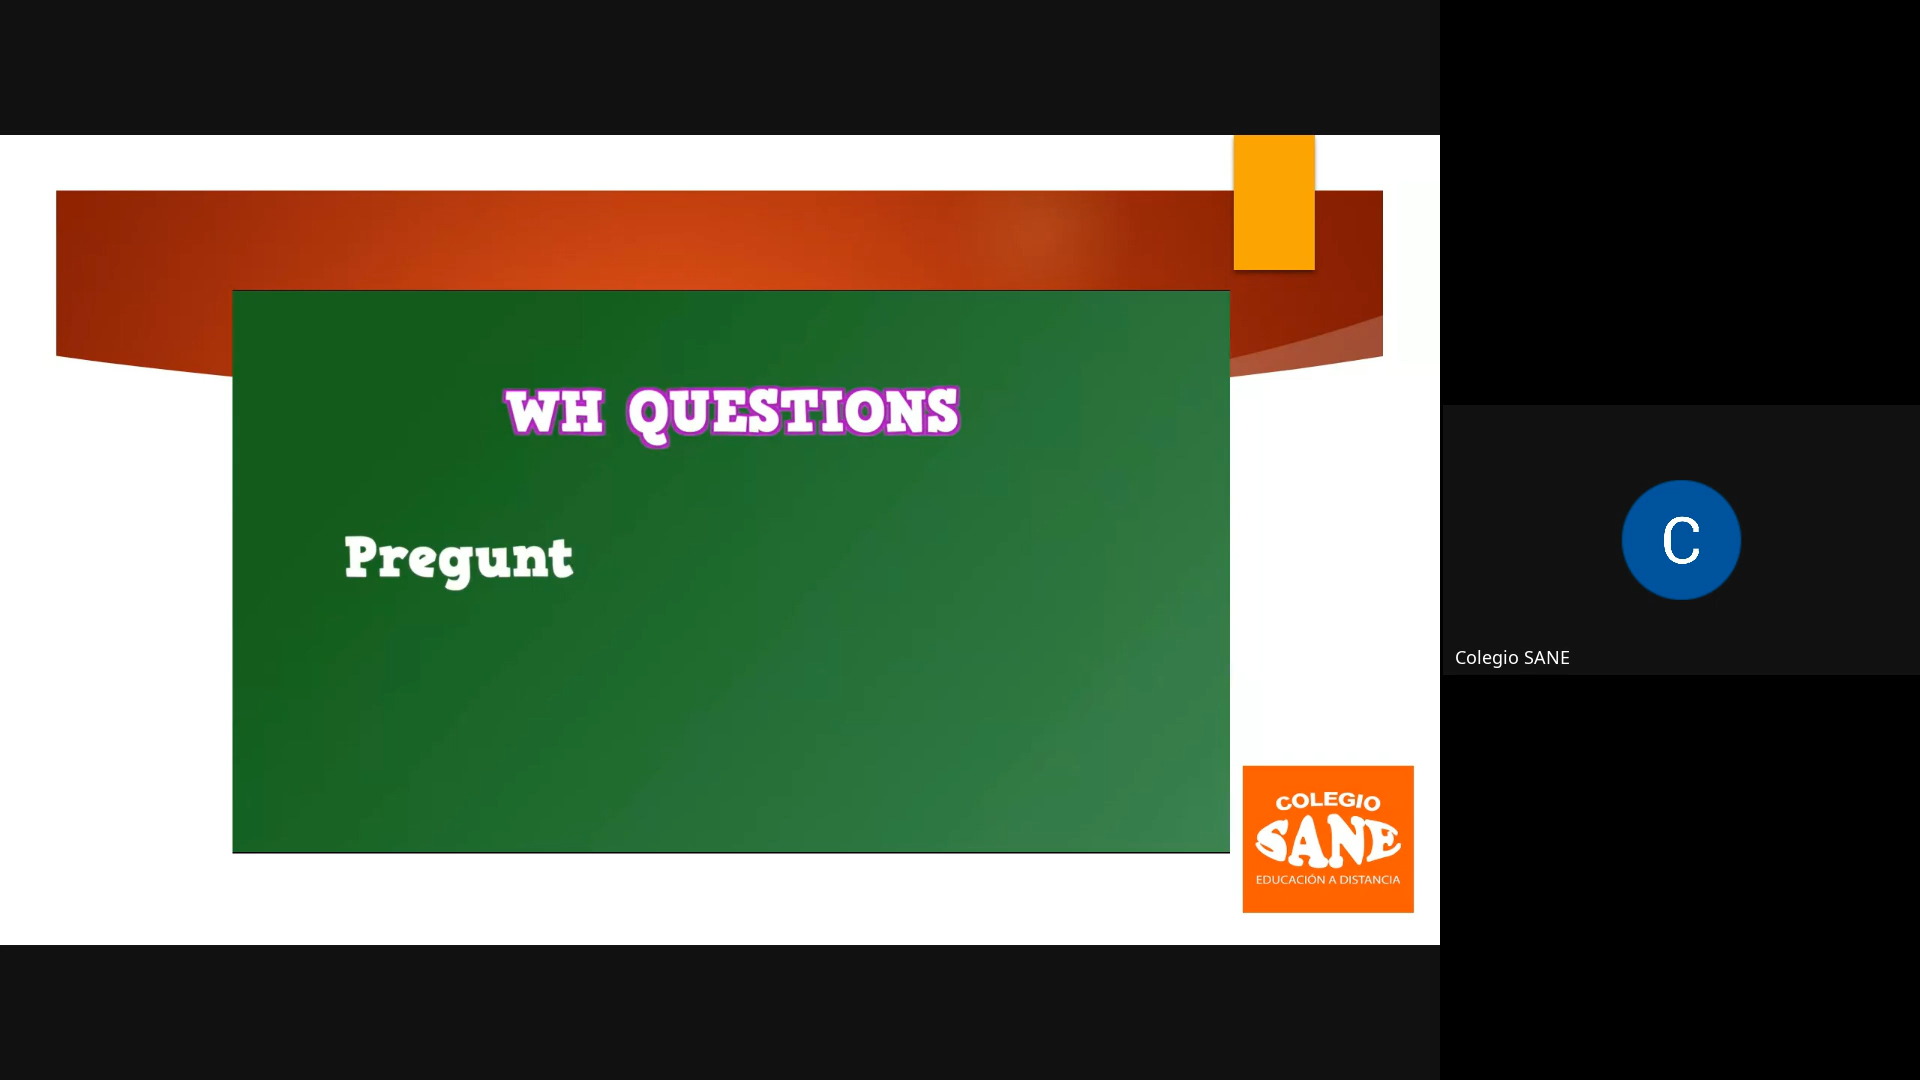 WH QUESTIONS
Pregunt
C
Colegio SANE
COLEGIO
SANE
EDUCACIÓN A DISTANCIA